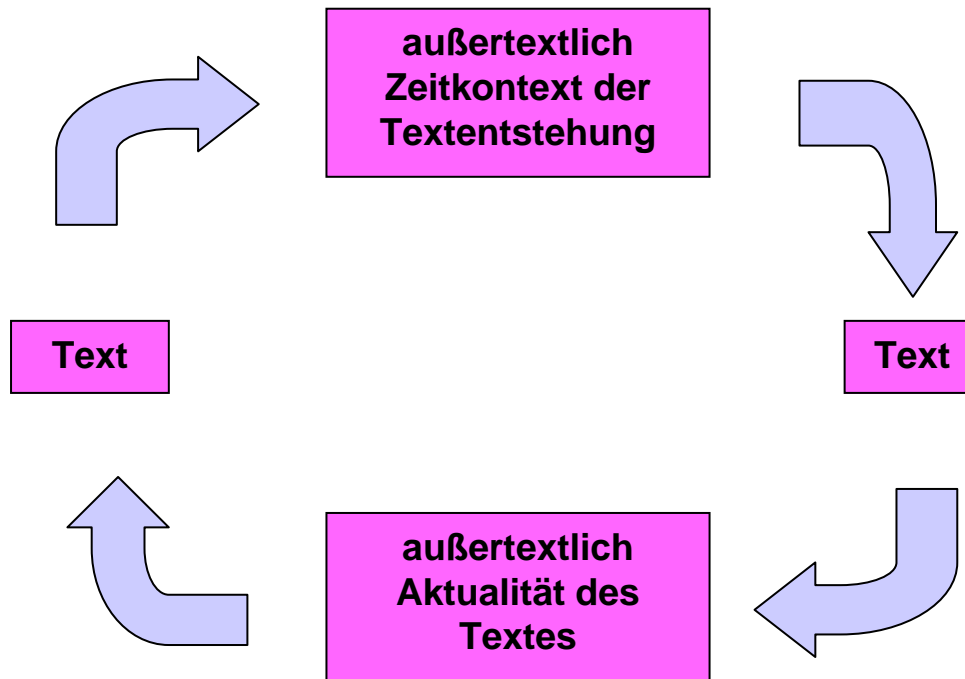 außertextlich
Zeitkontext der
Textentstehung
Text
Text
außertextlich
Aktualität des
Textes